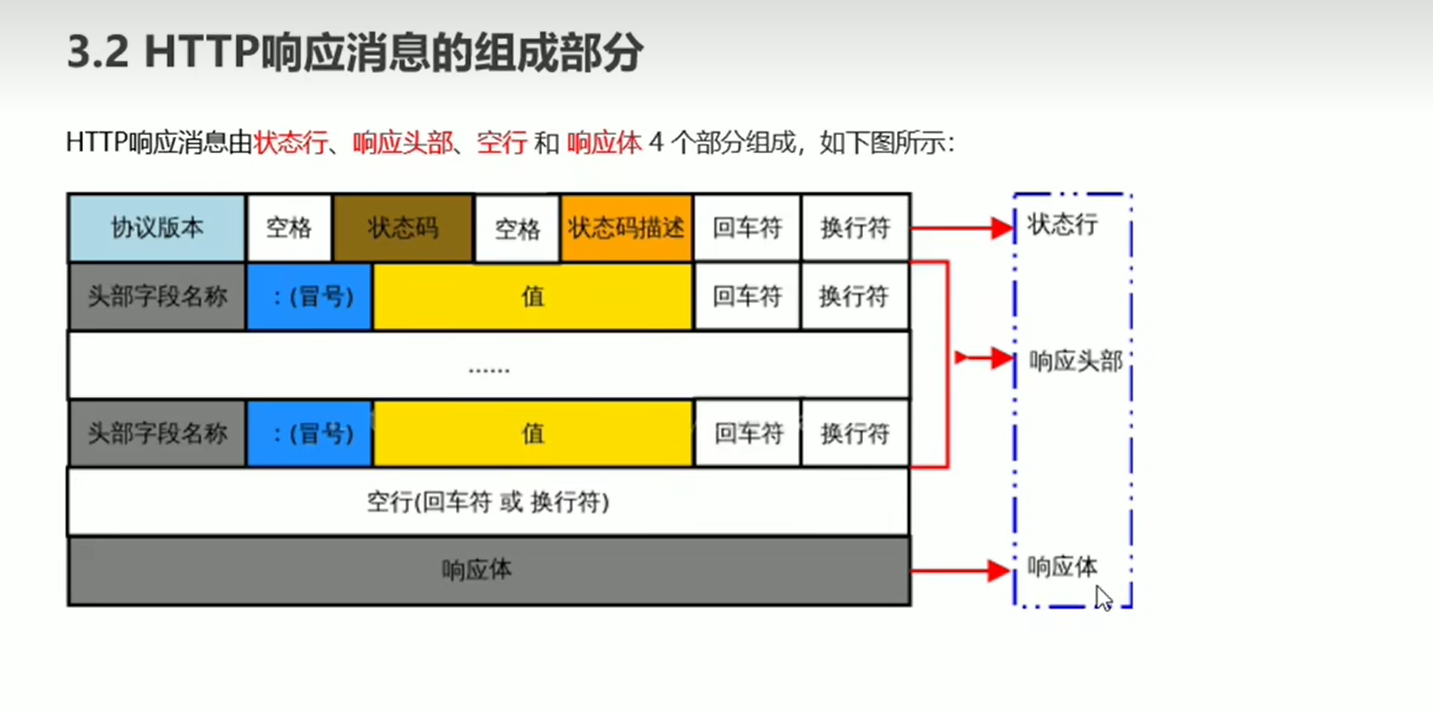 3.2 HTTP响应消息的组成部分
HTTP响应消息由状态行、响应头部、空行 和 响应体 4 个部分组成，如下图所示：
协议版本 空格 状态码 空格 状态码描述 回车符 换行符 状态行
头部字段名称 ：(冒号) 值 回车符 换行符
...... 响应头部
头部字段名称 ：(冒号) 值 回车符 换行符
空行(回车符 或 换行符)
响应体 响应体